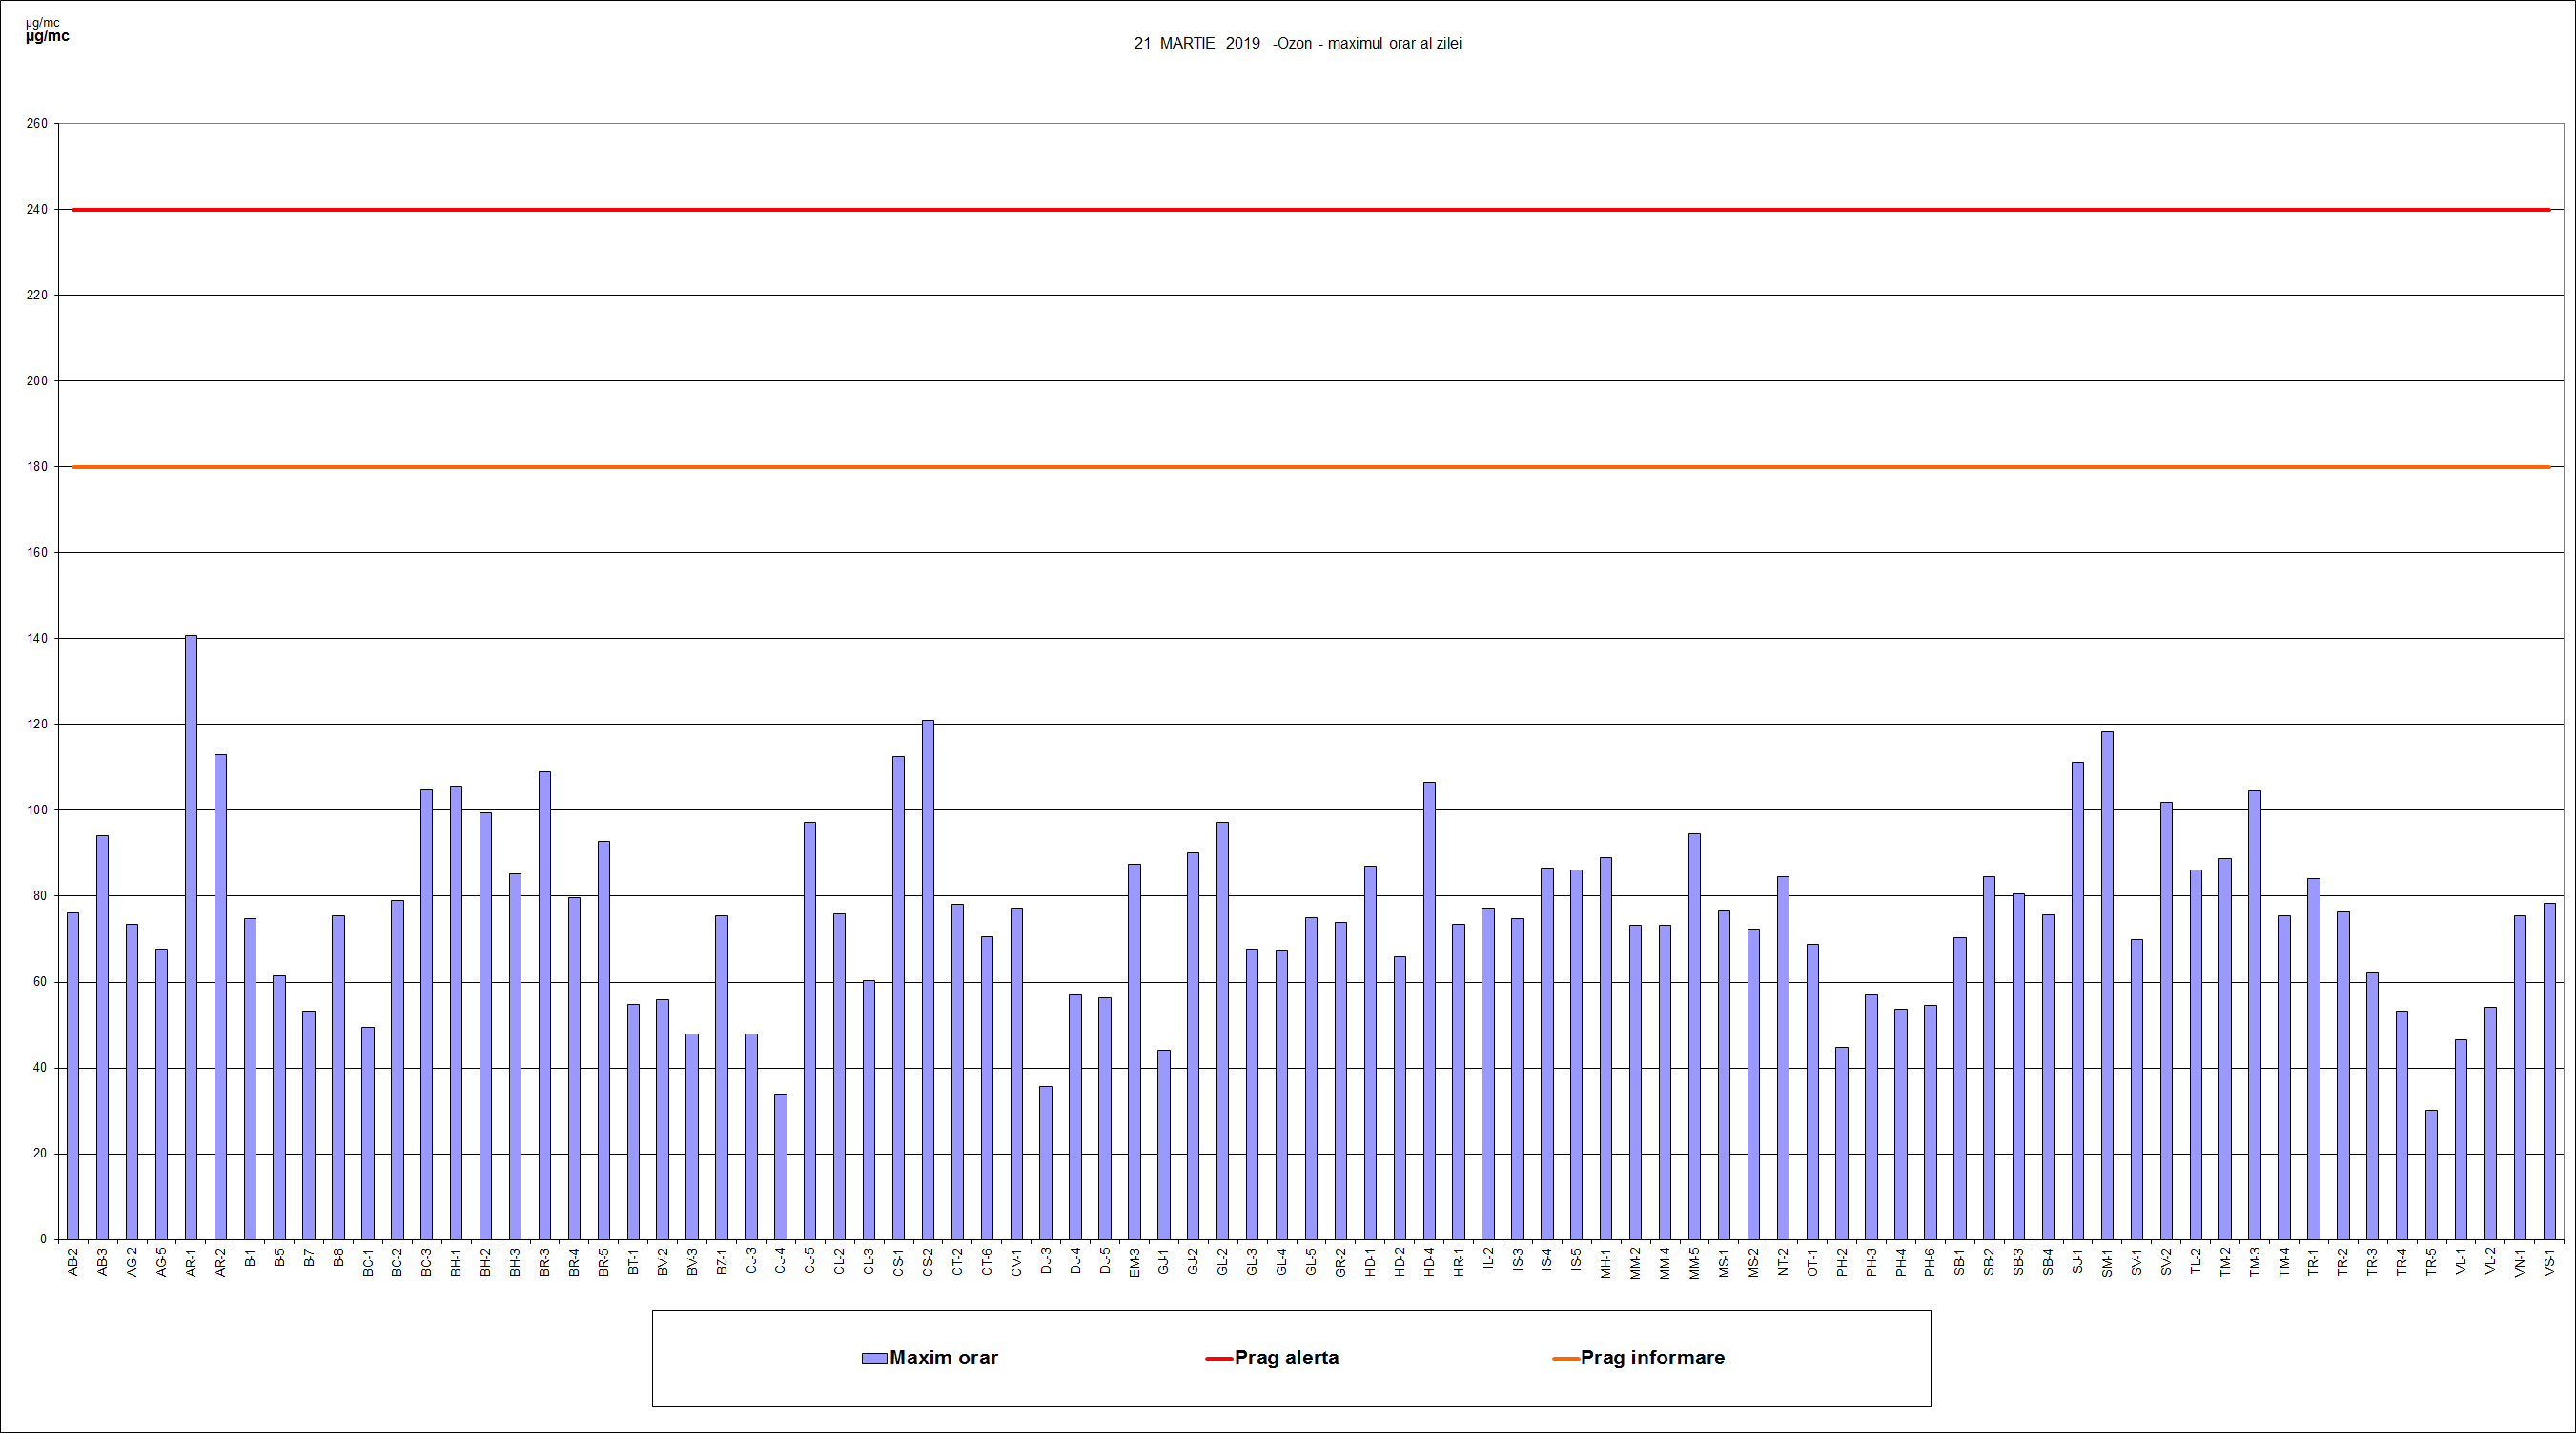 µg/mc
µg/mc
21 MARTIE 2019 -Ozon - maximul orar al zilei
260
240
220
200
180
160
140
120
100
80
60
40
20
0
AB-2 AB-3 AG-2 AG-5 AR-1 AR-2 B-1 B-5 B-7 B-8 BC-1 BC-2 BC-3 BH-1 BH-2 BH-3 BR-3 BR-4 BR-5 BT-1 BV-2 BV-3 BZ-1 CJ-3 CJ-4 CJ-5 CL-2 CL-3 CS-1 CS-2 CT-2 CT-6 CV-1 DJ-3 DJ-4 DJ-5 EM-3 GJ-1 GJ-2 GL-2 GL-3 GL-4 GL-5 GR-2 HD-1 HD-2 HD-4 HR-1 IL-2 IS-3 IS-4 IS-5 MH-1 MM-2 MM-4 MM-5 MS-1 MS-2 NT-2 OT-1 PH-2 PH-3 PH-4 PH-6 SB-1 SB-2 SB-3 SB-4 SJ-1 SM-1 SV-1 SV-2 TL-2 TM-2 TM-3 TM-4 TR-1 TR-2 TR-3 TR-4 TR-5 VL-1 VL-2 VN-1 VS-1
Maxim orar Prag alerta Prag informare